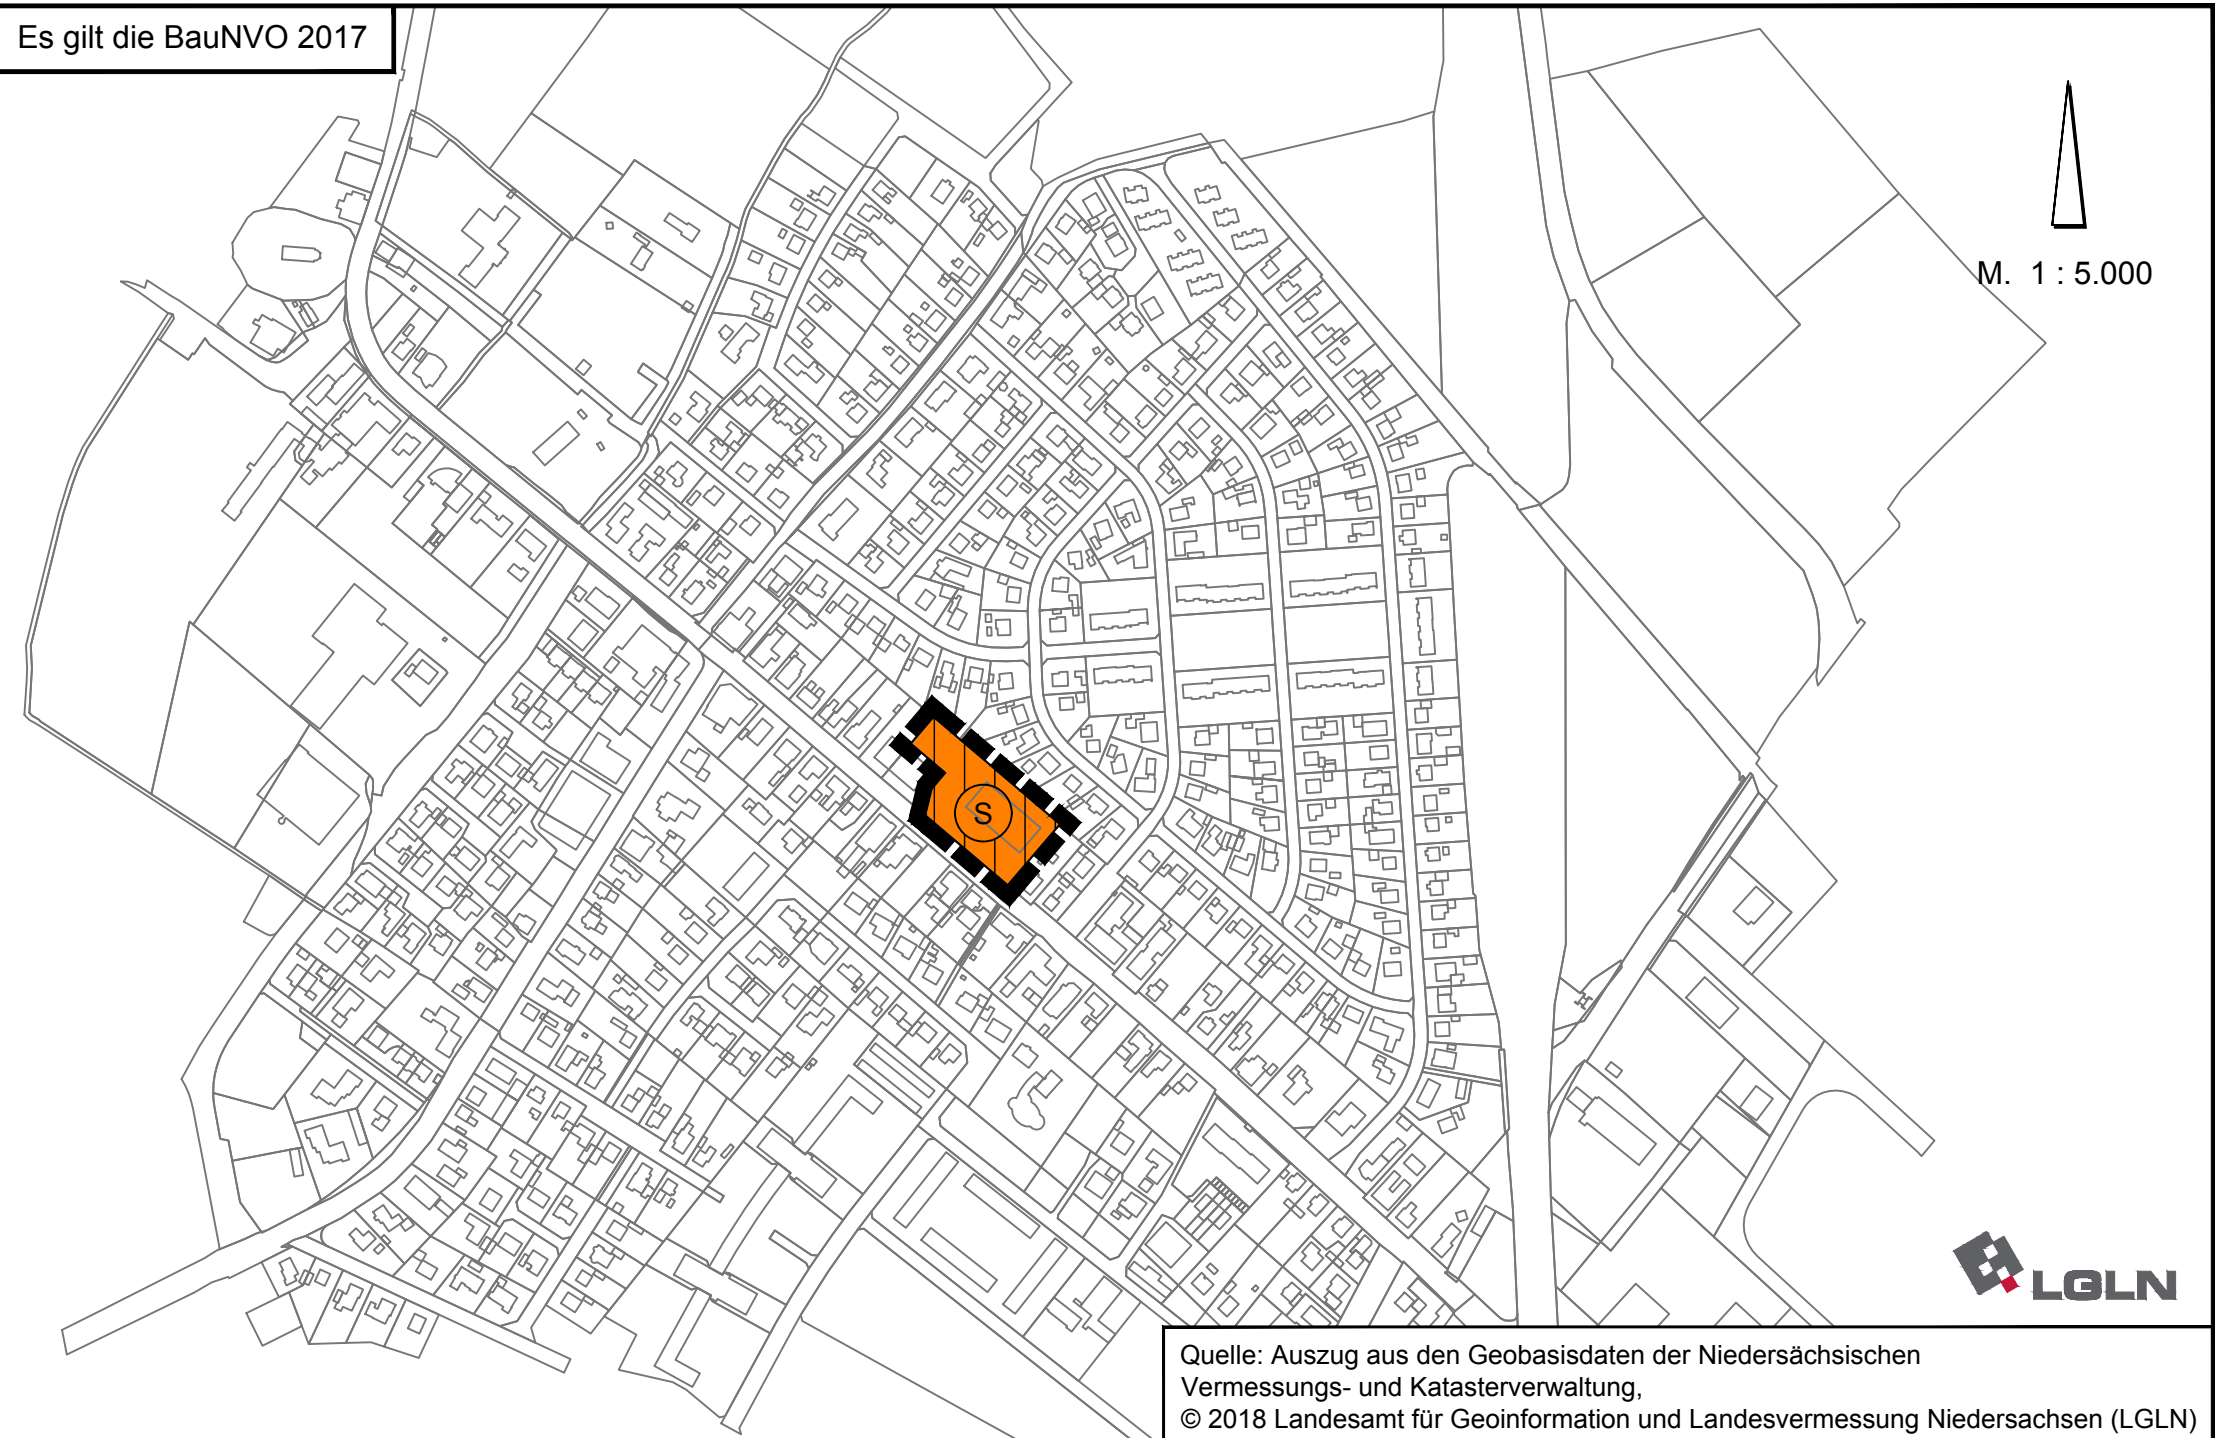 Es gilt die BauNVO 2017
M. 1 : 5.000
S
LGLN
Quelle: Auszug aus den Geobasisdaten der Niedersächsischen
Vermessungs- und Katasterverwaltung,
© 2018 Landesamt für Geoinformation und Landesvermessung Niedersachsen (LGLN)